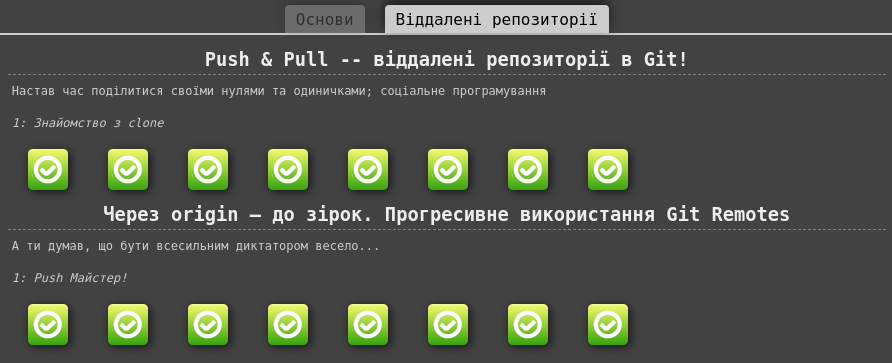 Основи
Віддалені репозиторії
Push & Pull -- віддалені репозиторії в Git!
Настав час поділитися своїми нулями та одиничками; соціальне програмування
1: Знайомство з clone
Через origin – до зірок. Прогресивне використання Git Remotes
А ти думав, що бути всесильним диктатором весело...
1: Push Майстер!